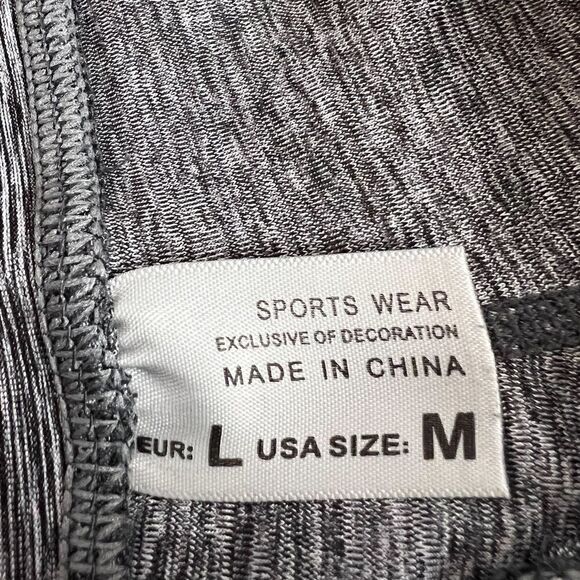 SPORTS WEAR
EXCLUSIVE OF DECORATION
MADE IN CHINA
EUR: L USA SIZE: M